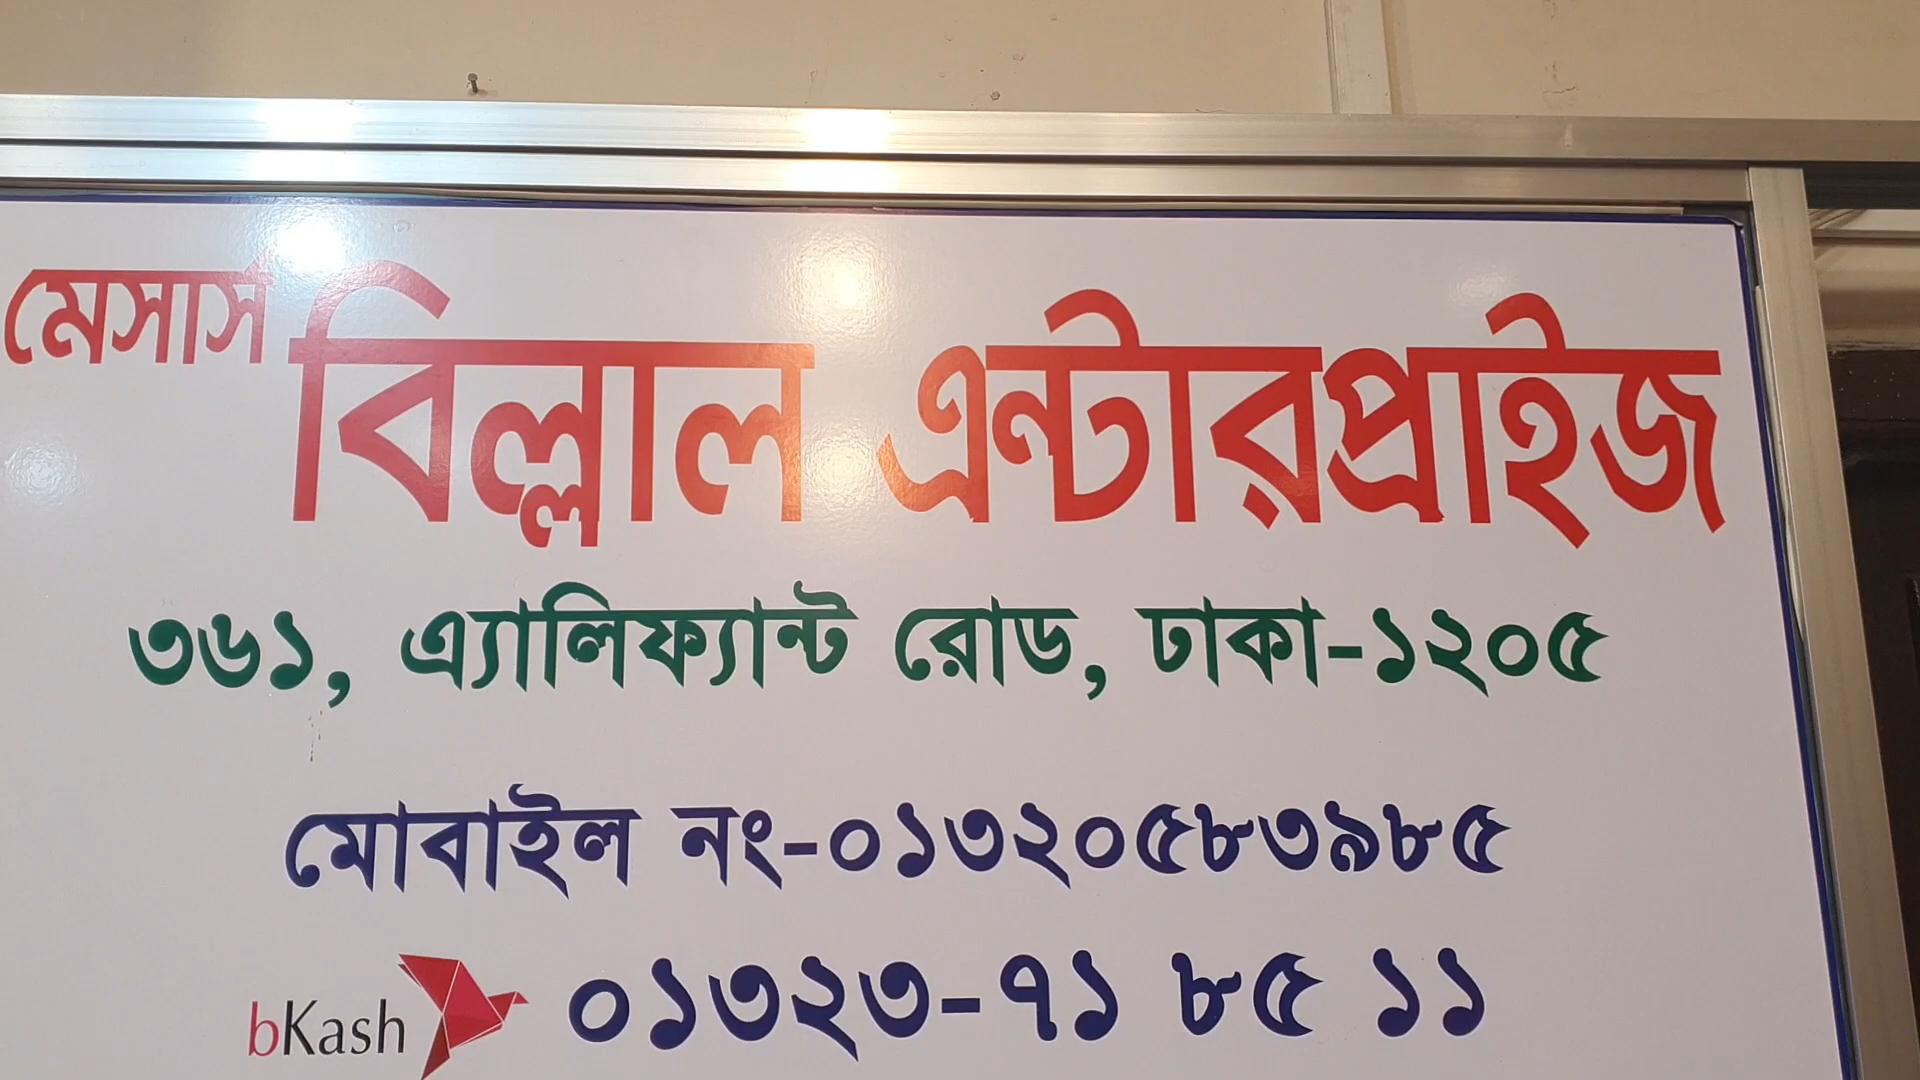 মেসার্স বিল্লাল এন্টারপ্রাইজ
৩৬১, এ্যালিফ্যান্ট রোড, ঢাকা-১২০৫
মোবাইল নং-০১৩২০৫৮৩৯৮৫
bKash ০১৩২৩-৭১ ৮৫ ১১